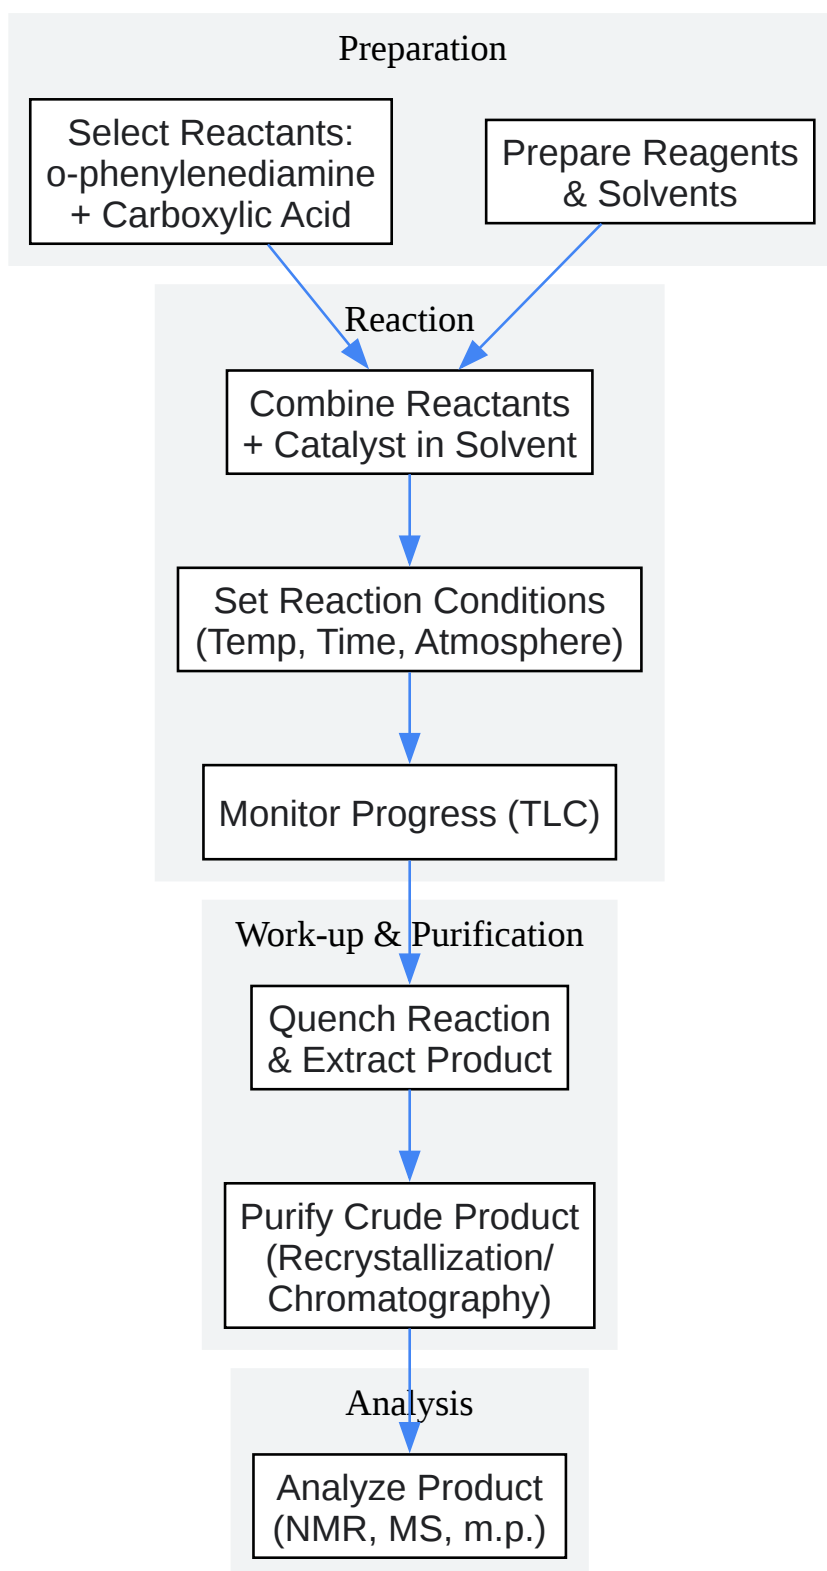 Preparation
Select Reactants:
o-phenylenediamine
+ Carboxylic Acid
Prepare Reagents
& Solvents
Reaction
Combine Reactants
+ Catalyst in Solvent
Set Reaction Conditions
(Temp, Time, Atmosphere)
Monitor Progress (TLC)
Work-up & Purification
Quench Reaction
& Extract Product
Purify Crude Product
(Recrystallization/
Chromatography)
Analysis
Analyze Product
(NMR, MS, m.p.)